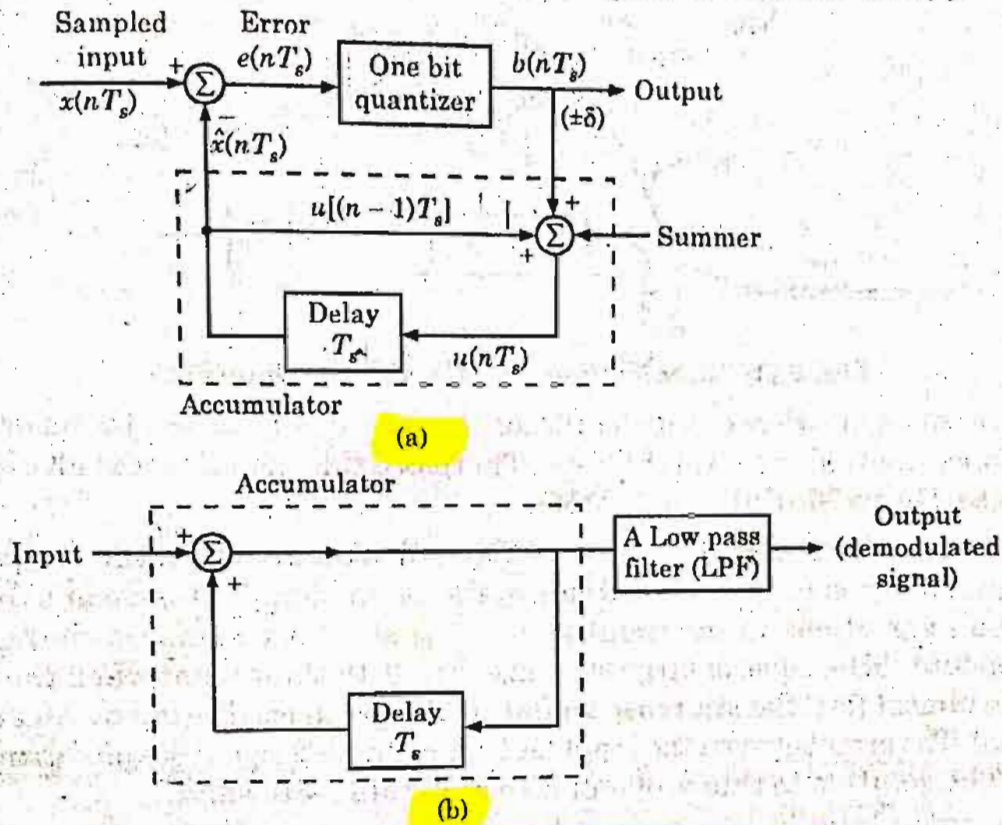 Sampled
input
x(nTₛ)
+
Σ
−
x̂(nTₛ)
Error
e(nTₛ)
One bit
quantizer
b(nTₛ)
(±δ)
Output
u[(n − 1)Tₛ]
+
+
Σ
Summer
Delay
Tₛ
u(nTₛ)
Accumulator
(a)
Accumulator
Input
+
Σ
+
Delay
Tₛ
A Low pass
filter (LPF)
Output
(demodulated
signal)
(b)